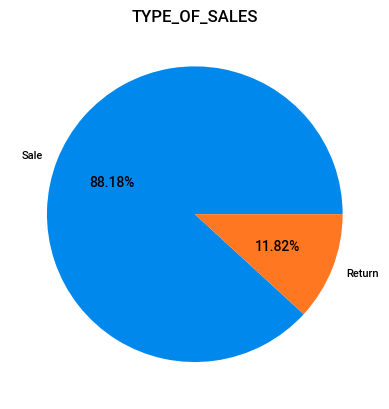 TYPE_OF_SALES
Sale
88.18%
11.82%
Return